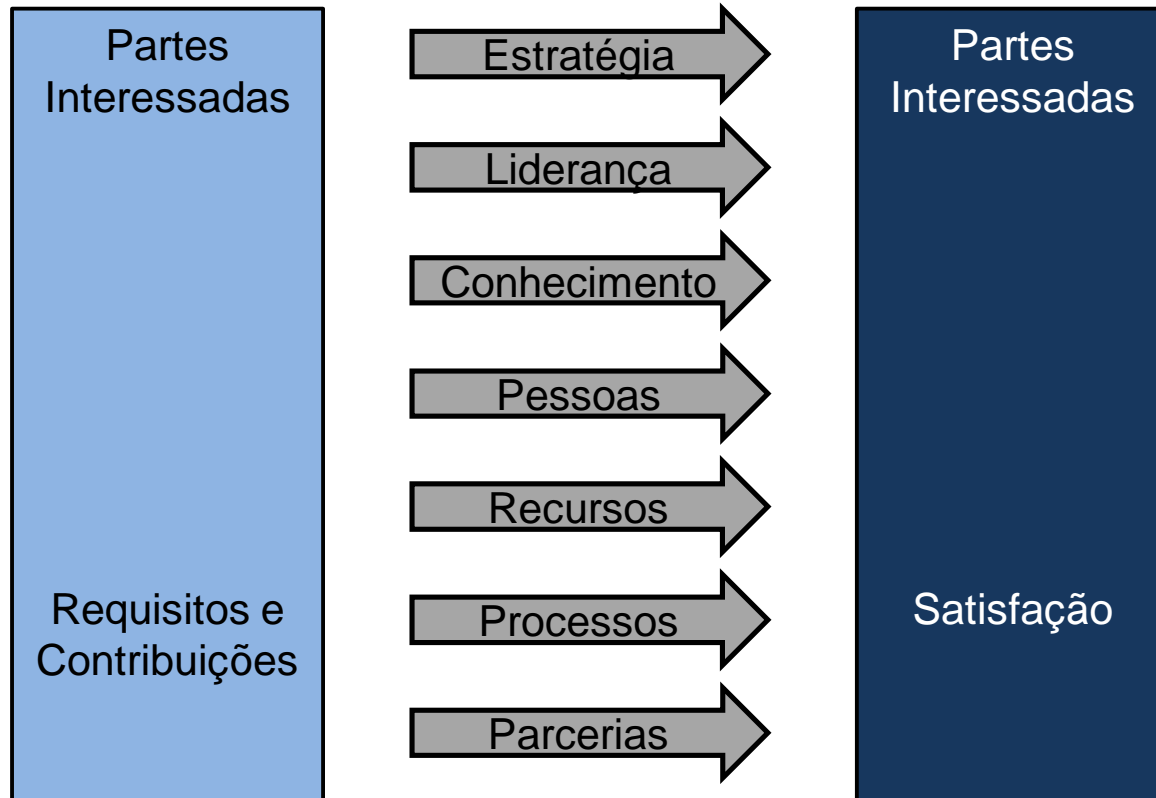 Partes
Interessadas
Requisitos e
Contribuições
Estratégia
Liderança
Conhecimento
Pessoas
Recursos
Processos
Parcerias
Partes
Interessadas
Satisfação